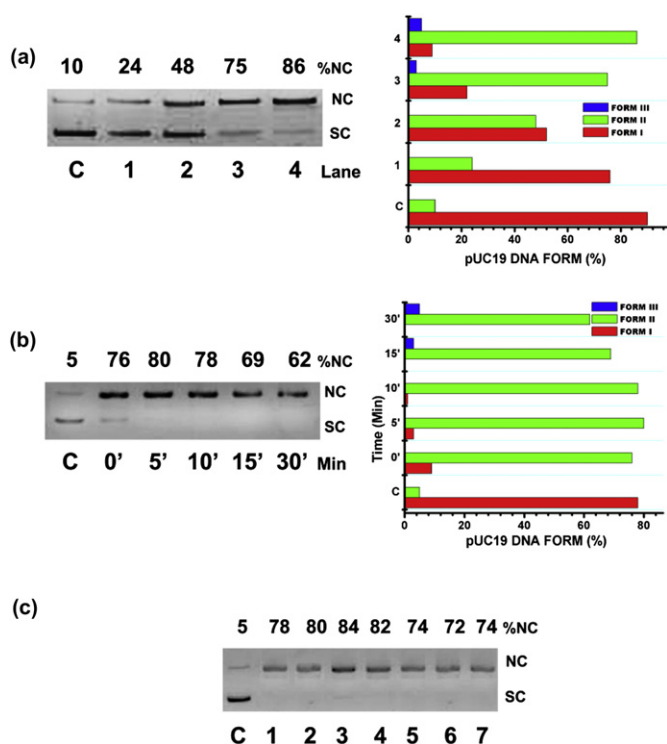 (a)
10 24 48 75 86 %NC
NC
SC
C 1 2 3 4 Lane
4
3
2
1
C
FORM III
FORM II
FORM I
0 20 40 60 80
pUC19 DNA FORM (%)
(b)
5 76 80 78 69 62 %NC
NC
SC
C 0' 5' 10' 15' 30' Min
Time (Min)
30'
15'
10'
5'
0'
C
FORM III
FORM II
FORM I
0 20 40 60 80
pUC19 DNA FORM (%)
(c)
5 78 80 84 82 74 72 74 %NC
NC
SC
C 1 2 3 4 5 6 7